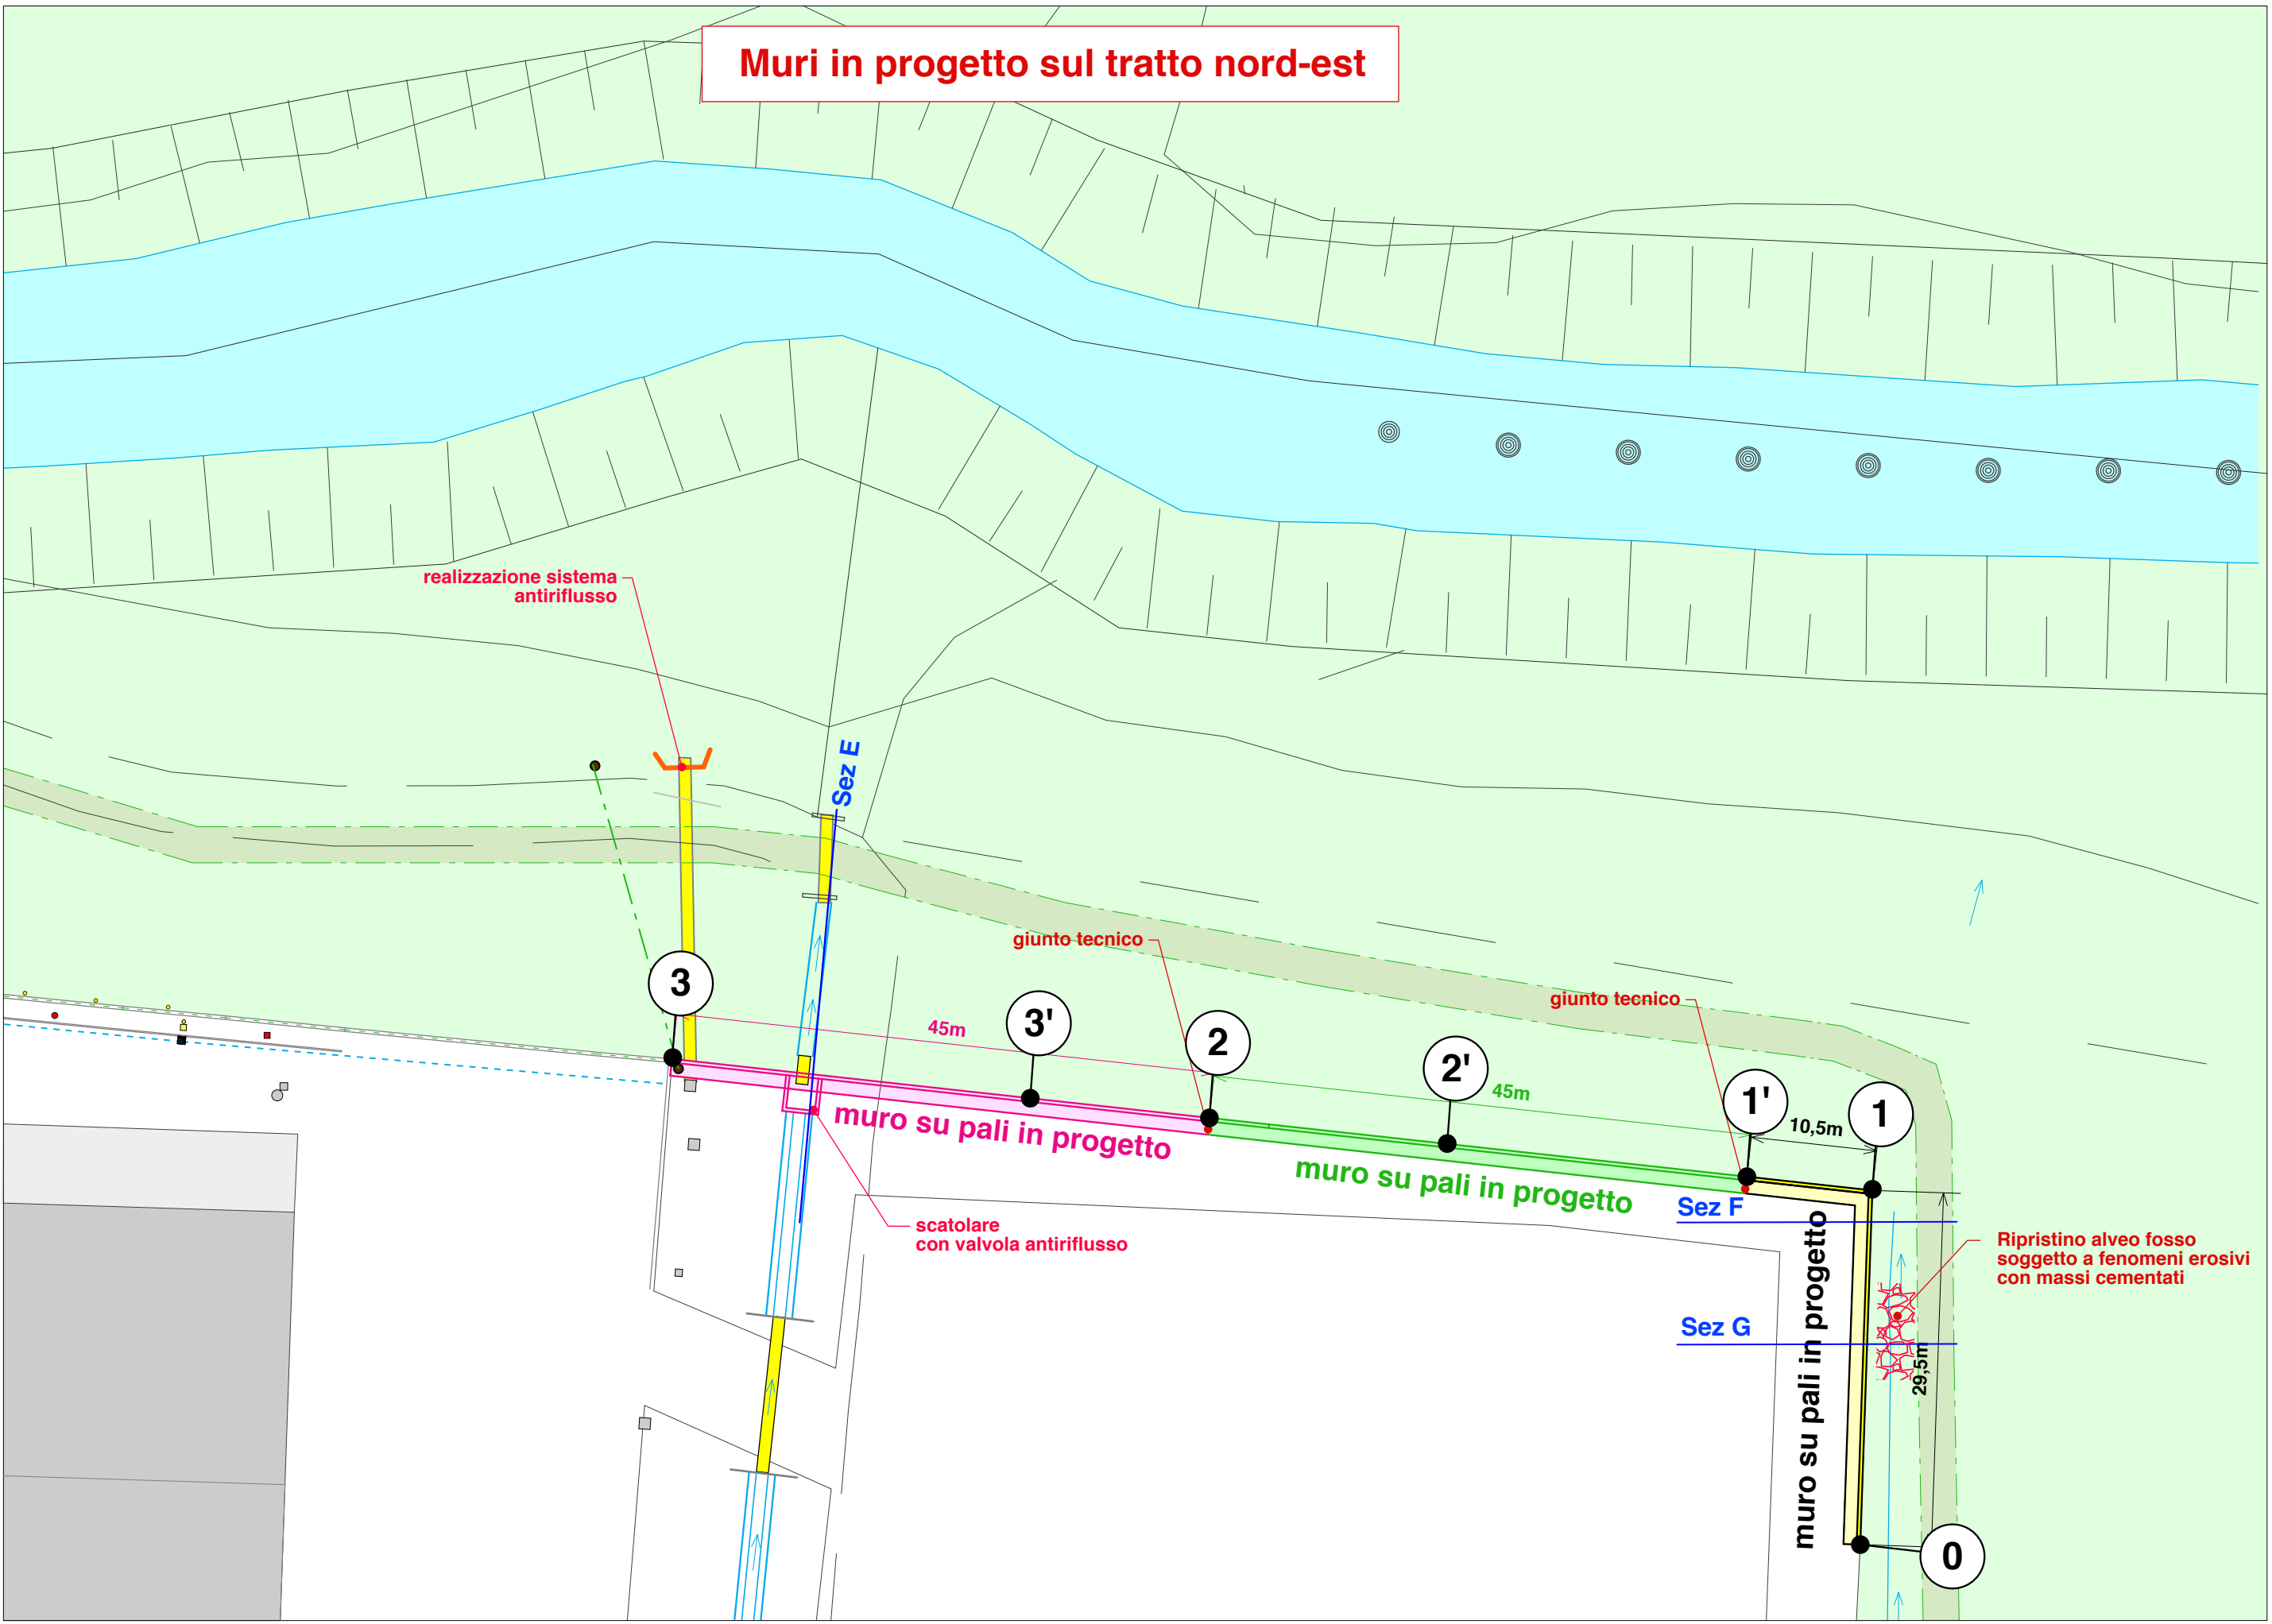 Muri in progetto sul tratto nord-est
realizzazione sistema
antiriflusso
Sez E
giunto tecnico
3
45m
3'
2
giunto tecnico
2'
45m
1'
10,5m
1
muro su pali in progetto
muro su pali in progetto
Sez F
scatolare
con valvola antiriflusso
Ripristino alveo fosso
soggetto a fenomeni erosivi
con massi cementati
muro su pali in progetto
Sez G
29,5m
0